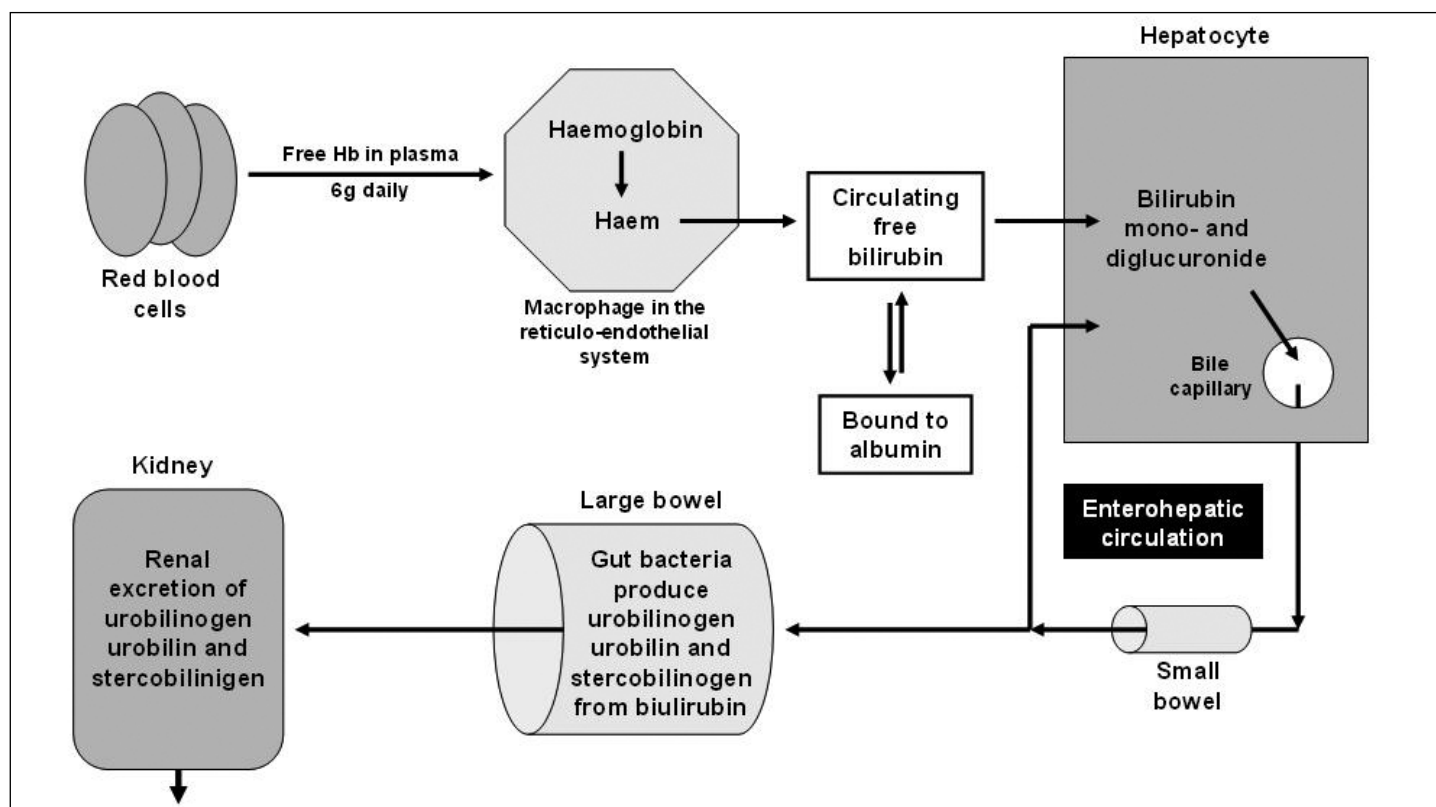 Hepatocyte
Free Hb in plasma
6g daily
Red blood
cells
Haemoglobin
Haem
Macrophage in the
reticulo-endothelial
system
Circulating
free
bilirubin
Bound to
albumin
Bilirubin
mono- and
diglucuronide
Bile
capillary
Enterohepatic
circulation
Small
bowel
Large bowel
Gut bacteria
produce
urobilinogen
urobilin and
stercobilinogen
from biulirubin
Kidney
Renal
excretion of
urobilinogen
urobilin and
stercobilinigen